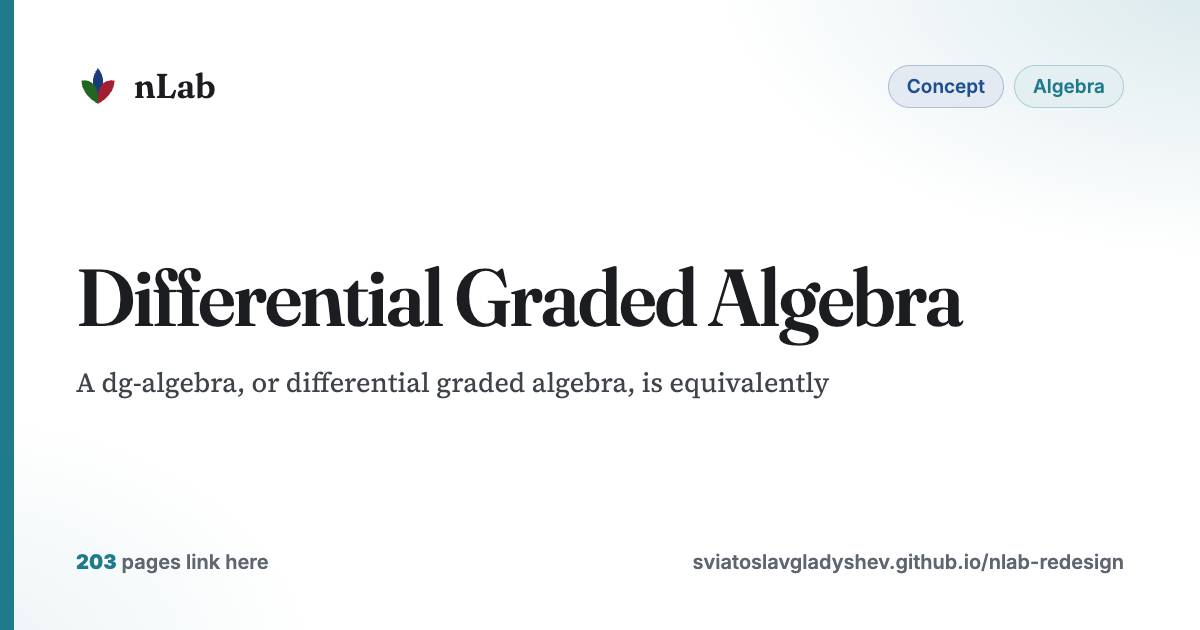 nLab
Concept
Algebra
Differential Graded Algebra
A dg-algebra, or differential graded algebra, is equivalently
203 pages link here
sviatoslavgladyshev.github.io/nlab-redesign